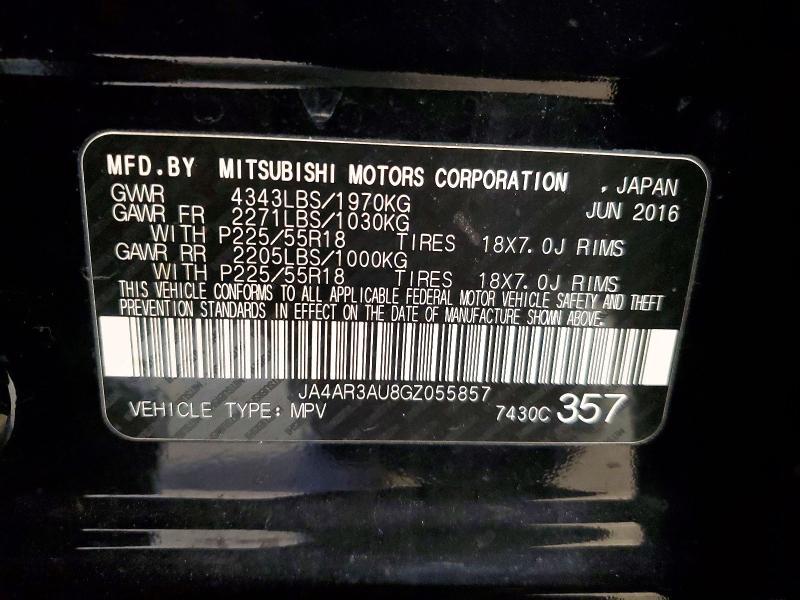 MFD.BY MITSUBISHI MOTORS CORPORATION , JAPAN
GVWR 4343LBS/1970KG JUN 2016
GAWR FR 2271LBS/1030KG
WITH P225/55R18 TIRES 18X7.0J RIMS
GAWR RR 2205LBS/1000KG
WITH P225/55R18 TIRES 18X7.0J RIMS
THIS VEHICLE CONFORMS TO ALL APPLICABLE FEDERAL MOTOR VEHICLE SAFETY AND THEFT
PREVENTION STANDARDS IN EFFECT ON THE DATE OF MANUFACTURE SHOWN ABOVE.
JA4AR3AU8GZ055857
VEHICLE TYPE: MPV 7430C 357